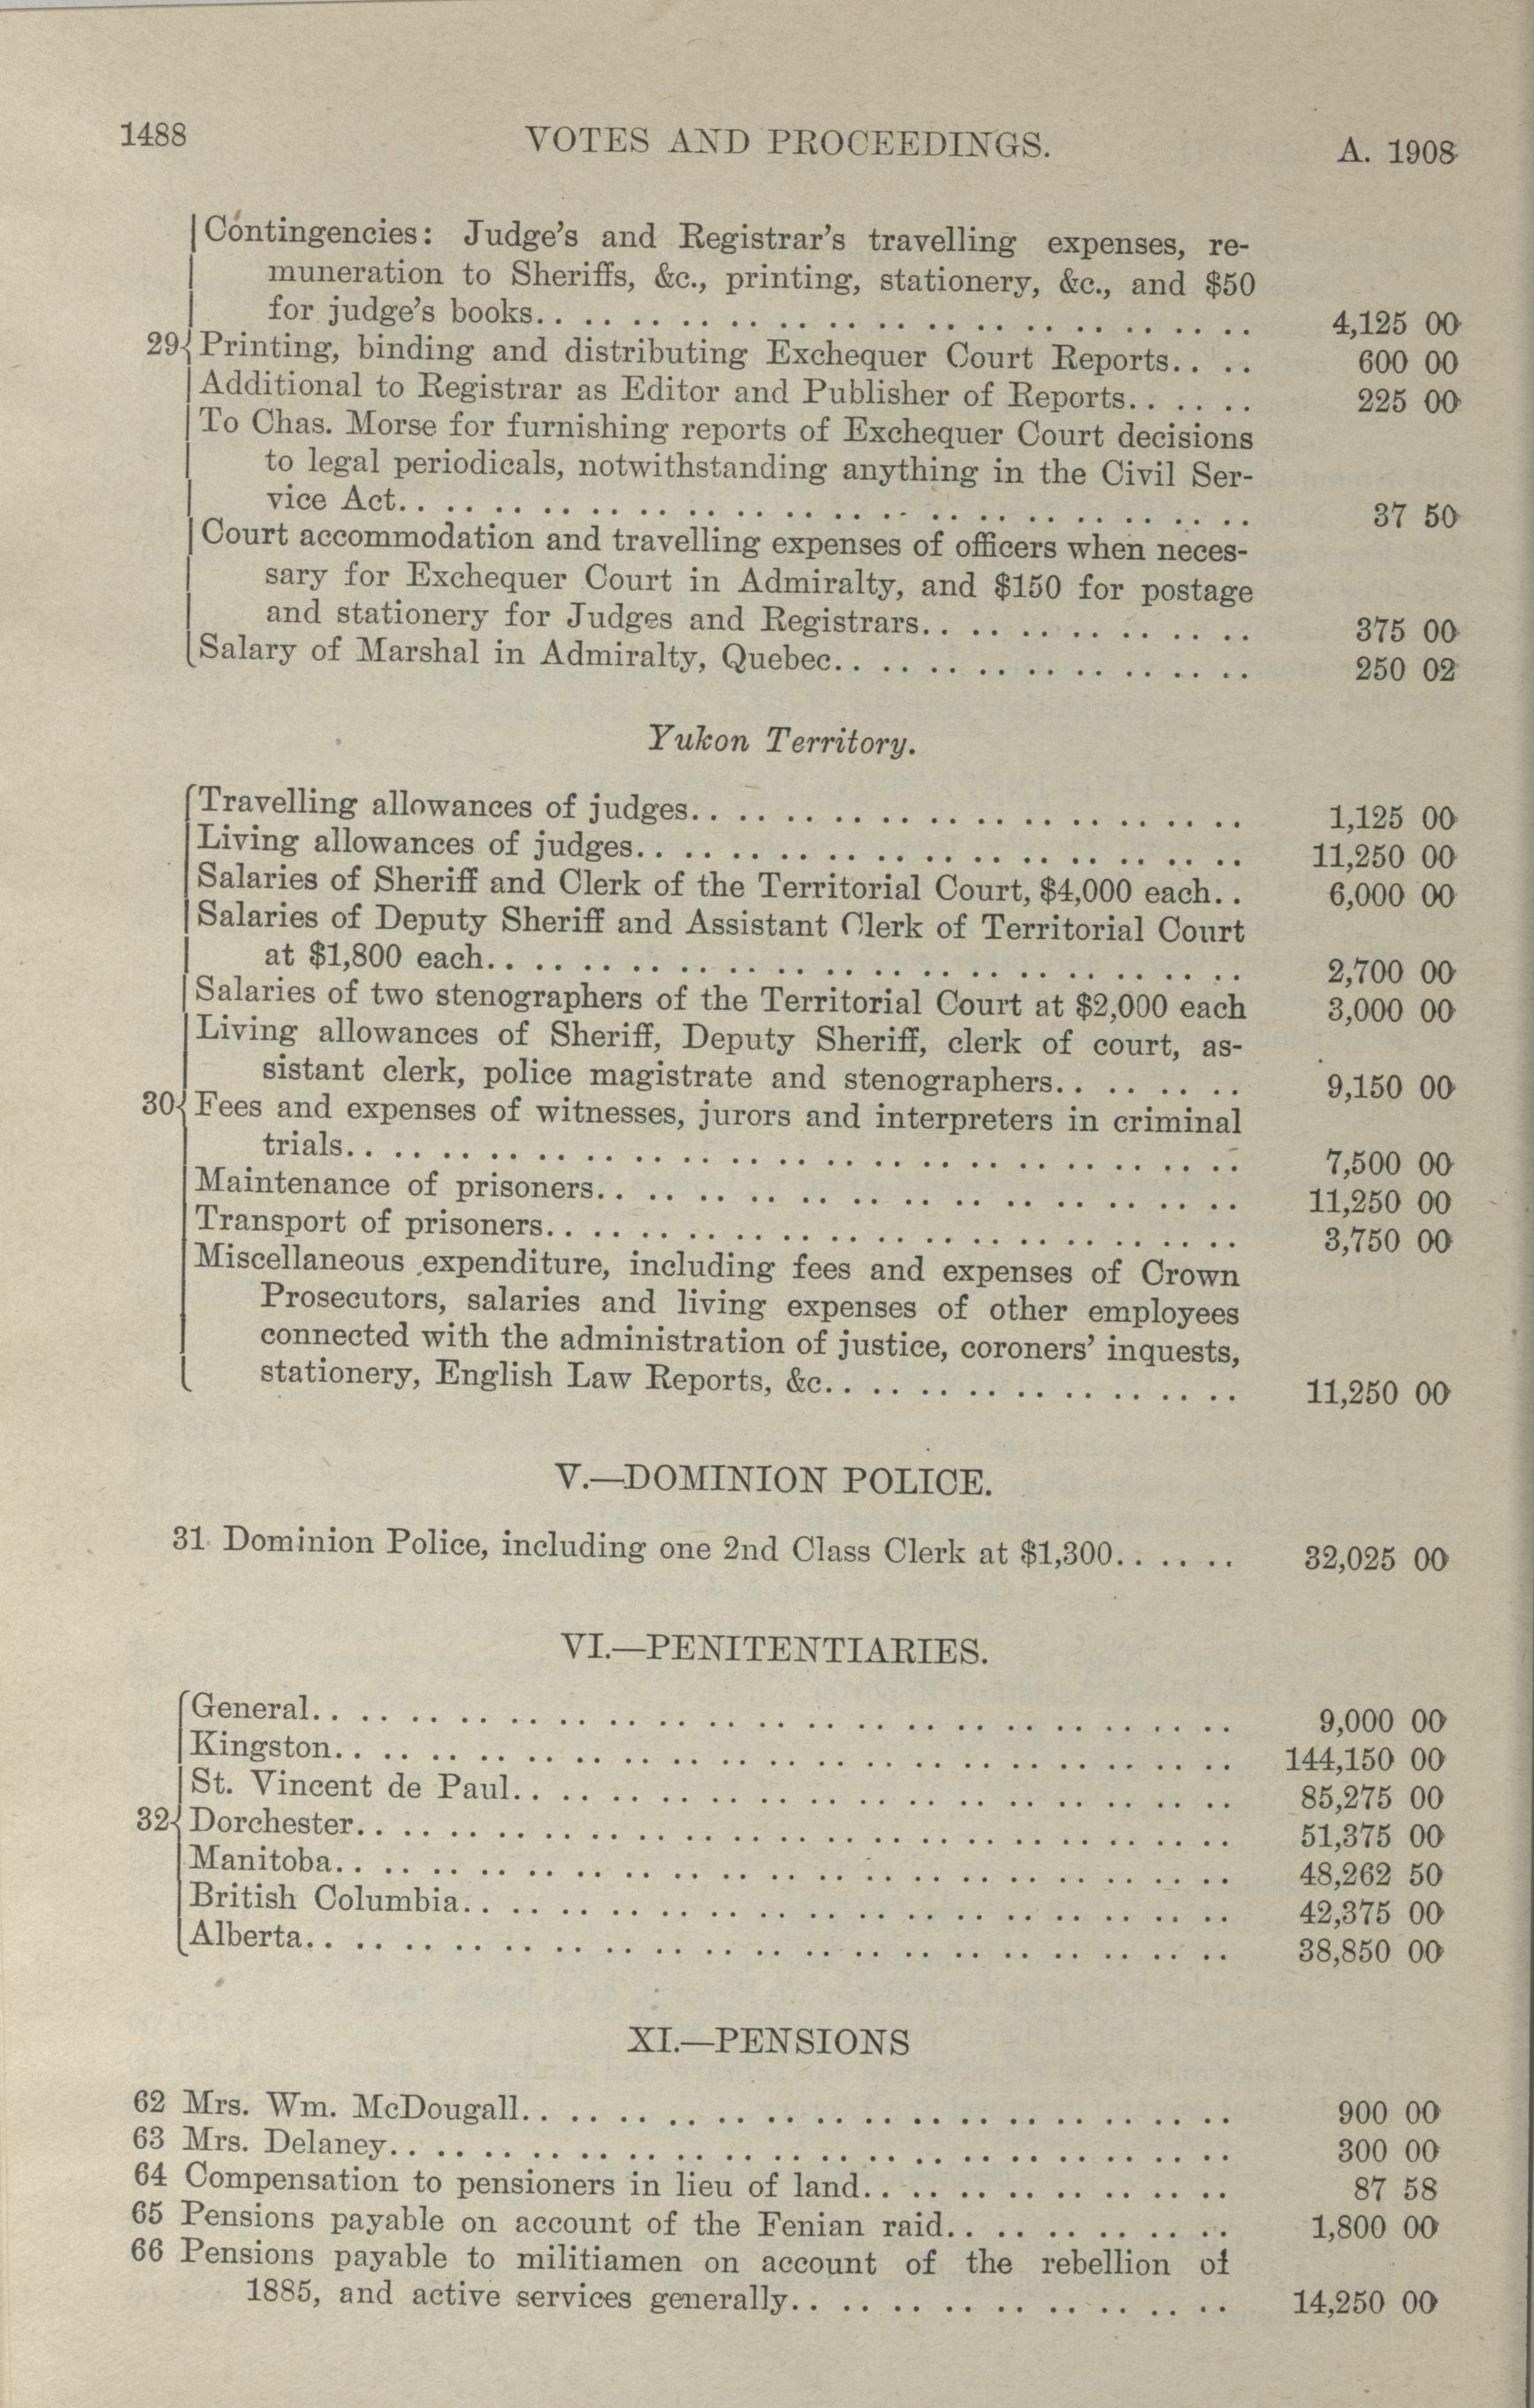 1488 VOTES AND PROCEEDINGS. A. 1908
Contingencies: Judge's and Registrar's travelling expenses, re-
muneration to Sheriffs, &c., printing, stationery, &c., and $50
for judge's books.. .. .. .. .. .. .. .. .. .. .. .. .. .. .. 4,125 00
29 Printing, binding and distributing Exchequer Court Reports.. .. 600 00
Additional to Registrar as Editor and Publisher of Reports.. .. .. 225 00
To Chas. Morse for furnishing reports of Exchequer Court decisions
to legal periodicals, notwithstanding anything in the Civil Ser-
vice Act.. .. .. .. .. .. .. .. .. .. .. .. .. .. .. .. .. .. 37 50
Court accommodation and travelling expenses of officers when neces-
sary for Exchequer Court in Admiralty, and $150 for postage
and stationery for Judges and Registrars.. .. .. .. .. .. .. 375 00
Salary of Marshal in Admiralty, Quebec.. .. .. .. .. .. .. .. .. 250 02
Yukon Territory.
Travelling allowances of judges.. .. .. .. .. .. .. .. .. .. .. .. 1,125 00
Living allowances of judges.. .. .. .. .. .. .. .. .. .. .. .. .. 11,250 00
Salaries of Sheriff and Clerk of the Territorial Court, $4,000 each.. 6,000 00
Salaries of Deputy Sheriff and Assistant Clerk of Territorial Court
at $1,800 each.. .. .. .. .. .. .. .. .. .. .. .. .. .. .. .. 2,700 00
Salaries of two stenographers of the Territorial Court at $2,000 each 3,000 00
Living allowances of Sheriff, Deputy Sheriff, clerk of court, as-
sistant clerk, police magistrate and stenographers.. .. .. .. 9,150 00
30 Fees and expenses of witnesses, jurors and interpreters in criminal
trials.. .. .. .. .. .. .. .. .. .. .. .. .. .. .. .. .. .. .. 7,500 00
Maintenance of prisoners.. .. .. .. .. .. .. .. .. .. .. .. .. .. 11,250 00
Transport of prisoners.. .. .. .. .. .. .. .. .. .. .. .. .. .. .. 3,750 00
Miscellaneous expenditure, including fees and expenses of Crown
Prosecutors, salaries and living expenses of other employees
connected with the administration of justice, coroners' inquests,
stationery, English Law Reports, &c.. .. .. .. .. .. .. .. .. 11,250 00
V.—DOMINION POLICE.
31 Dominion Police, including one 2nd Class Clerk at $1,300.. .. .. 32,025 00
VI.—PENITENTIARIES.
General.. .. .. .. .. .. .. .. .. .. .. .. .. .. .. .. .. .. .. 9,000 00
Kingston.. .. .. .. .. .. .. .. .. .. .. .. .. .. .. .. .. .. .. 144,150 00
St. Vincent de Paul.. .. .. .. .. .. .. .. .. .. .. .. .. .. .. 85,275 00
32 Dorchester.. .. .. .. .. .. .. .. .. .. .. .. .. .. .. .. .. .. 51,375 00
Manitoba.. .. .. .. .. .. .. .. .. .. .. .. .. .. .. .. .. .. .. 48,262 50
British Columbia.. .. .. .. .. .. .. .. .. .. .. .. .. .. .. .. 42,375 00
Alberta.. .. .. .. .. .. .. .. .. .. .. .. .. .. .. .. .. .. .. 38,850 00
XI.—PENSIONS
62 Mrs. Wm. McDougall.. .. .. .. .. .. .. .. .. .. .. .. .. .. .. 900 00
63 Mrs. Delaney.. .. .. .. .. .. .. .. .. .. .. .. .. .. .. .. .. .. 300 00
64 Compensation to pensioners in lieu of land.. .. .. .. .. .. .. .. 87 58
65 Pensions payable on account of the Fenian raid.. .. .. .. .. .. 1,800 00
66 Pensions payable to militiamen on account of the rebellion of
1885, and active services generally.. .. .. .. .. .. .. .. .. 14,250 00